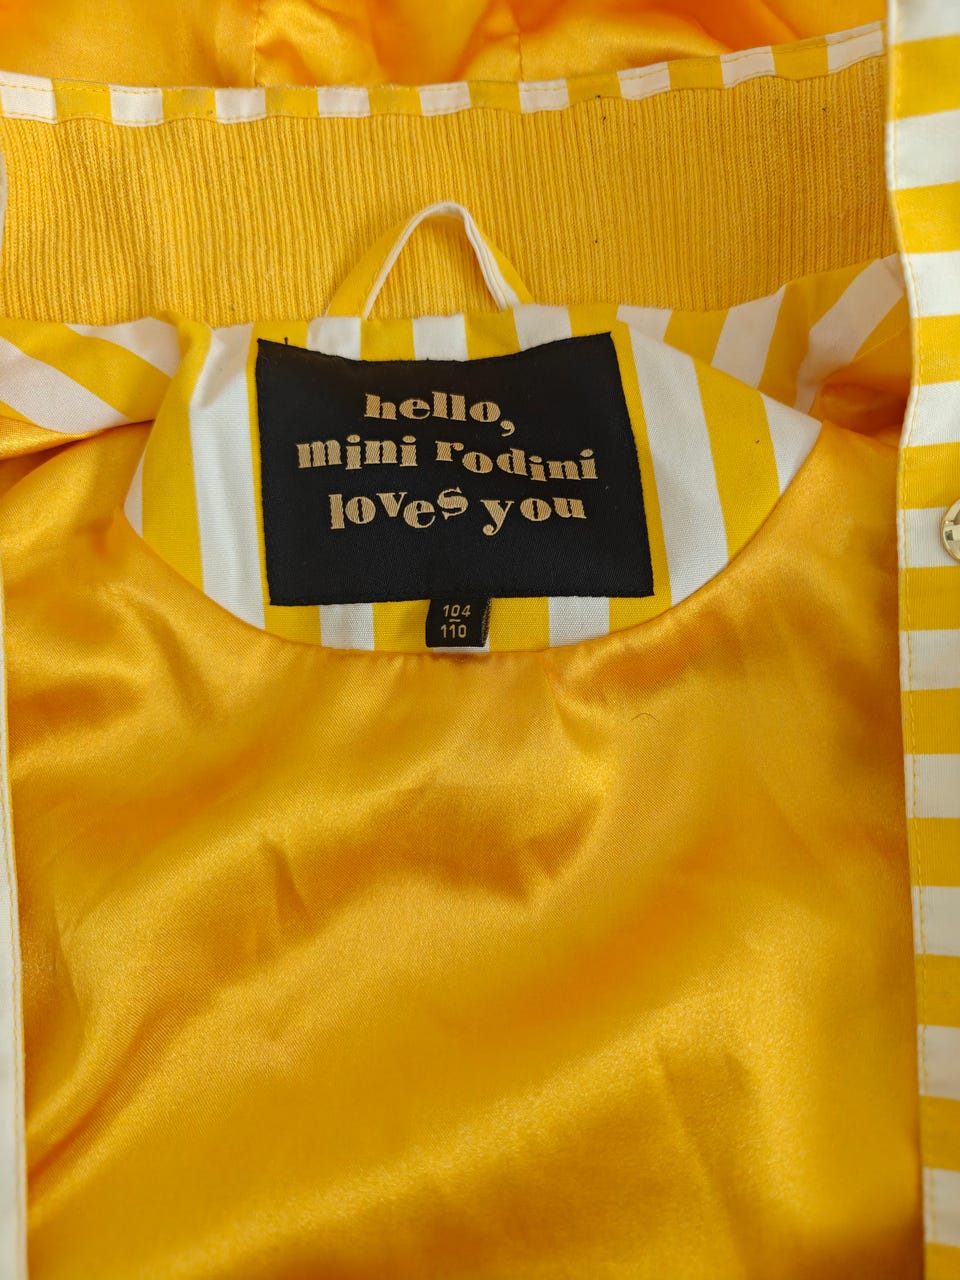 hello,
mini rodini
loves you
104
110